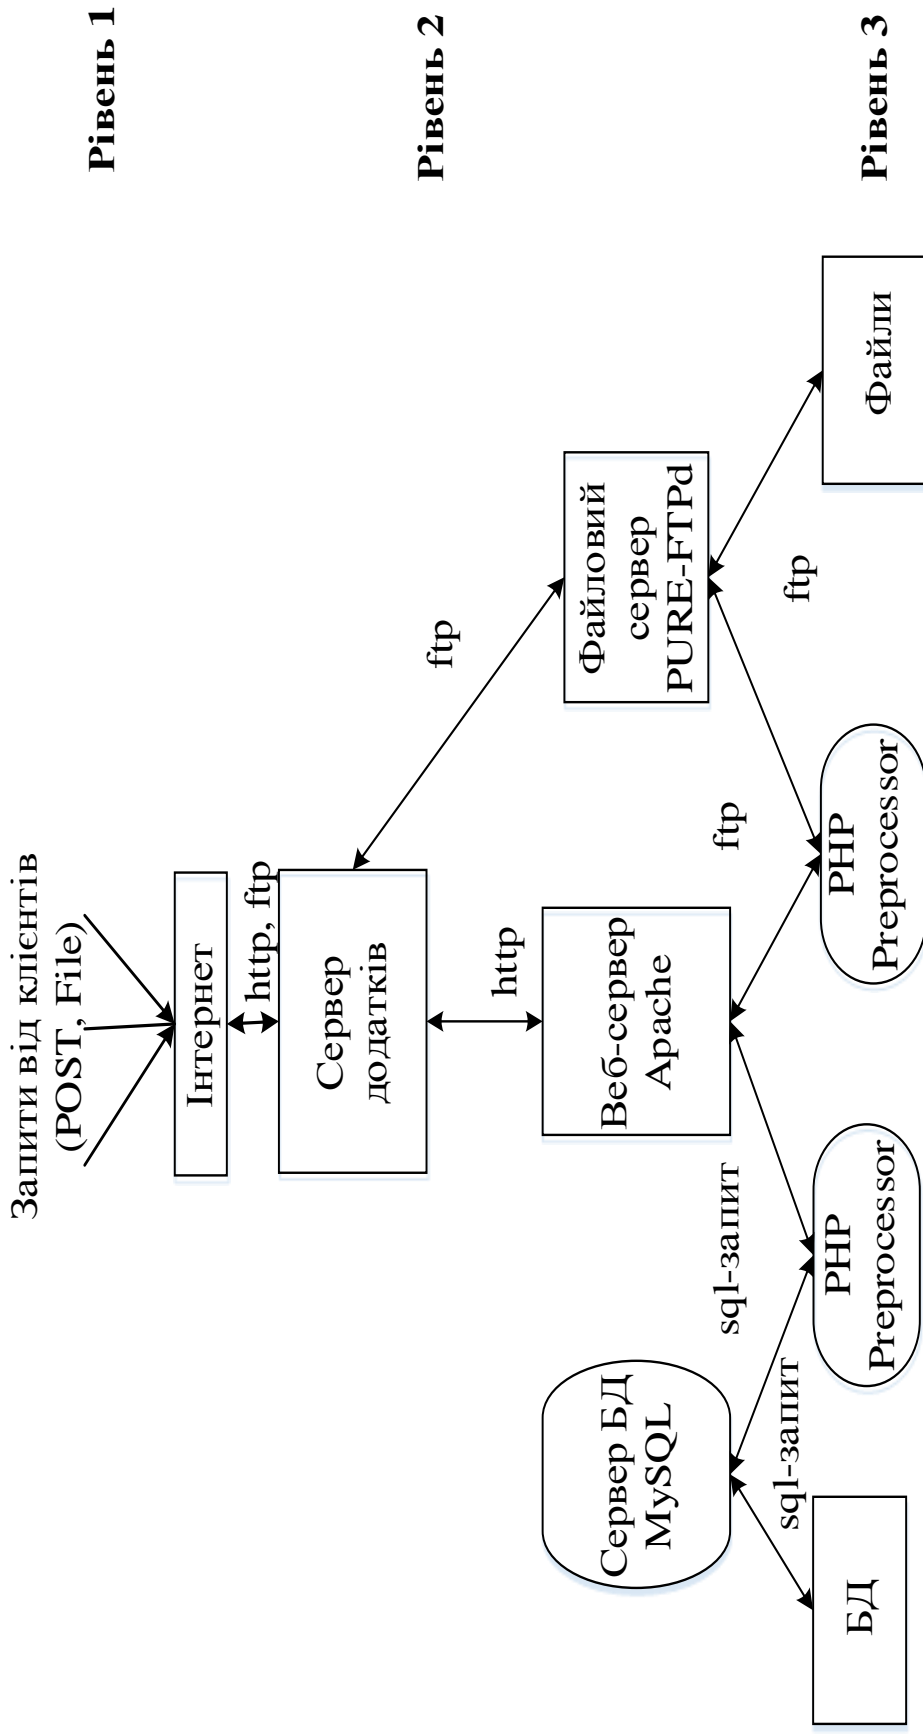 Запити від клієнтів
(POST, File)
Рівень 1
Інтернет
http, ftp
Сервер
додатків
Рівень 2
ftp
http
Сервер БД
MySQL
Веб-сервер
Apache
Файловий
сервер
PURE-FTPd
sql-запит
ftp
sql-запит
ftp
БД
PHP
Preprocessor
PHP
Preprocessor
Файли
Рівень 3